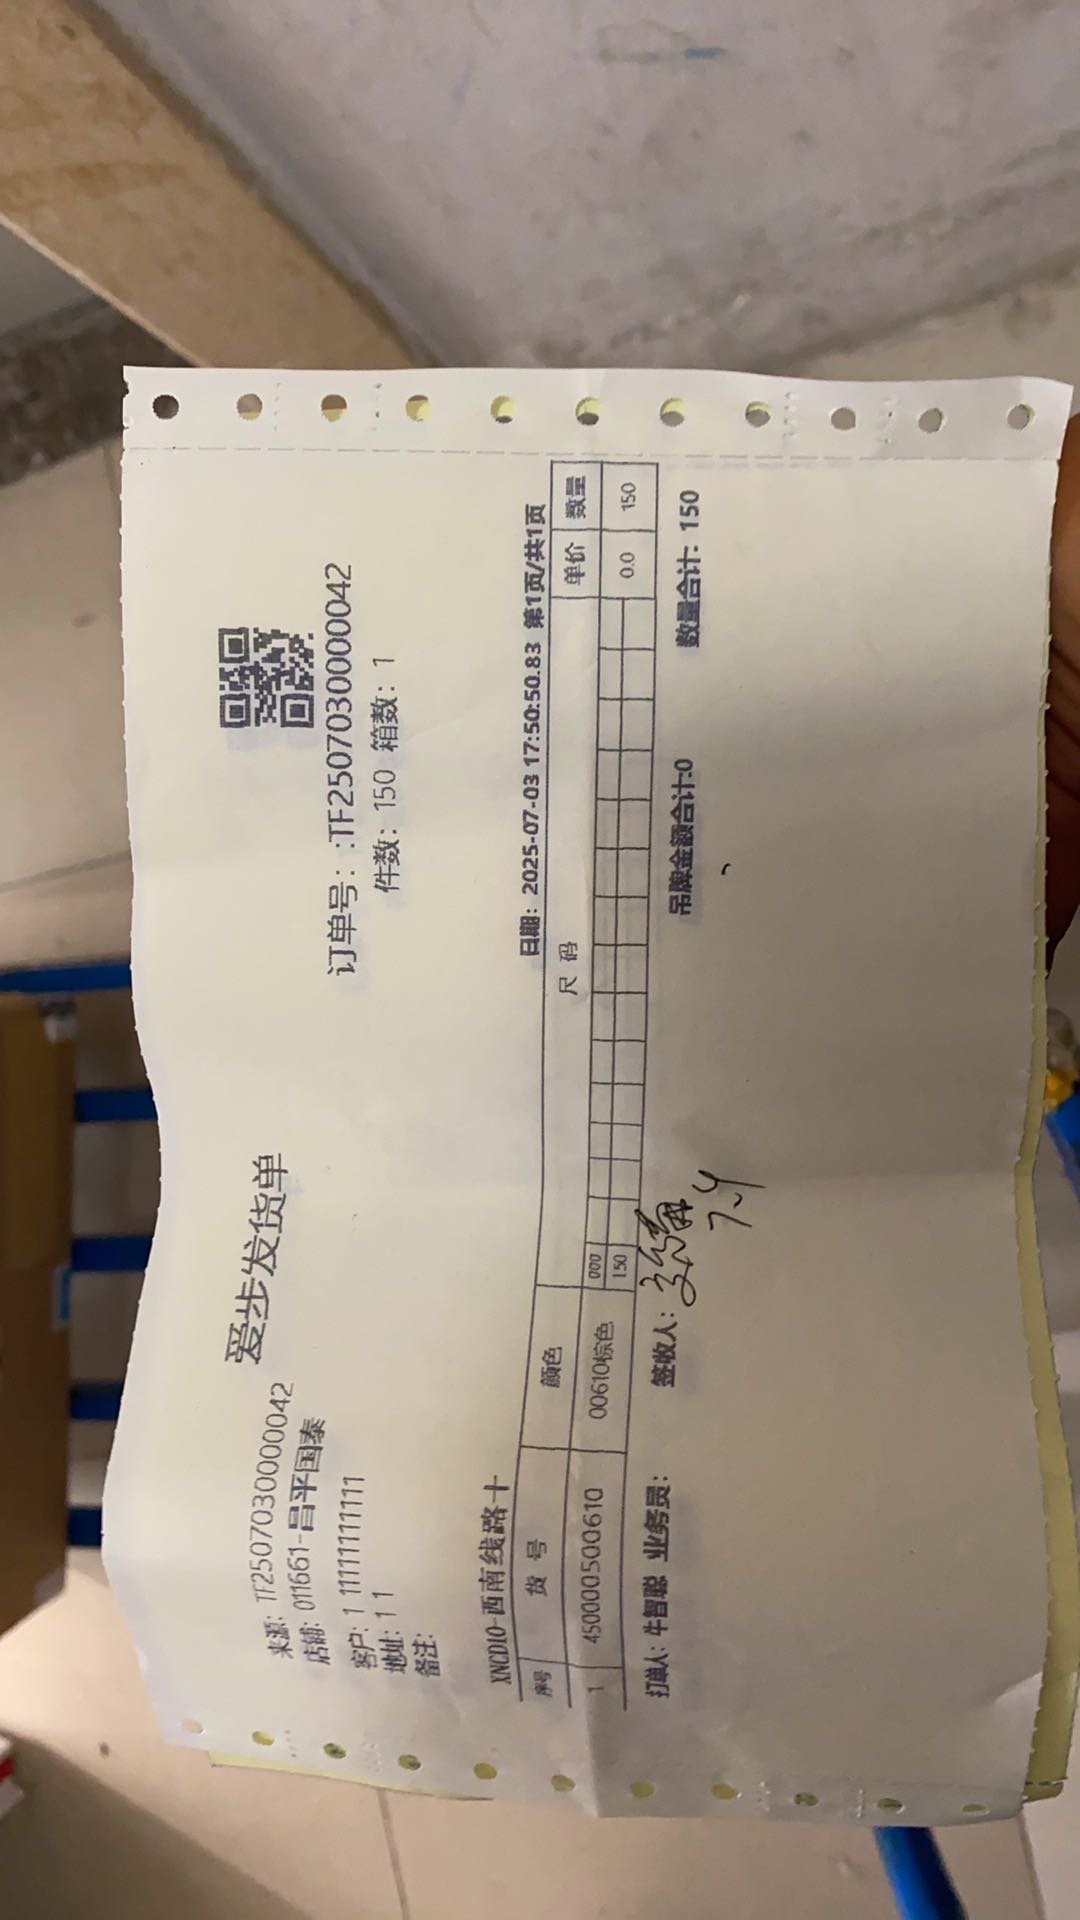 爱步发货单
来源: TF2507030000042
店铺: 011661-昌平国泰
订单号: :TF2507030000042
客户: 1 11111111111
件数: 150 箱数: 1
地址: 1 1
备注:
XNCD10-西南线路十
日期: 2025-07-03 17:50:50.83 第1页/共1页
序号 货 号 颜色 尺 码 单价 数量
000
1 45000500610 00610棕色 150 0.0 150
打单人: 牛智聪 业务员: 签收人: 吊牌金额合计:0 数量合计: 150
7.4